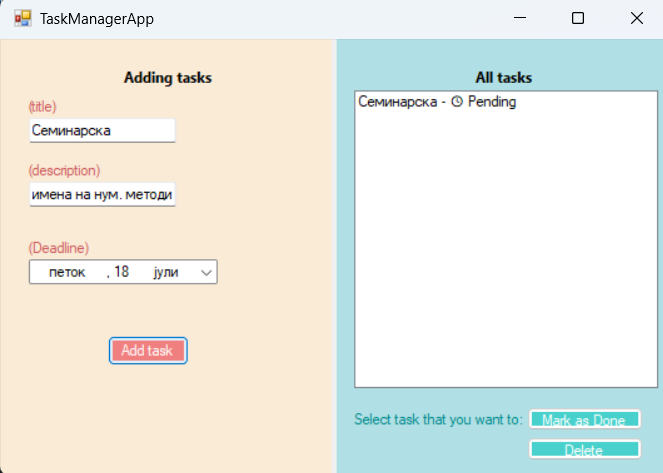 TaskManagerApp
Adding tasks
(title)
Семинарска
(description)
имена на нум. методи
(Deadline)
петок , 18 јули
Add task
All tasks
Семинарска - 🕒 Pending
Select task that you want to:
Mark as Done
Delete